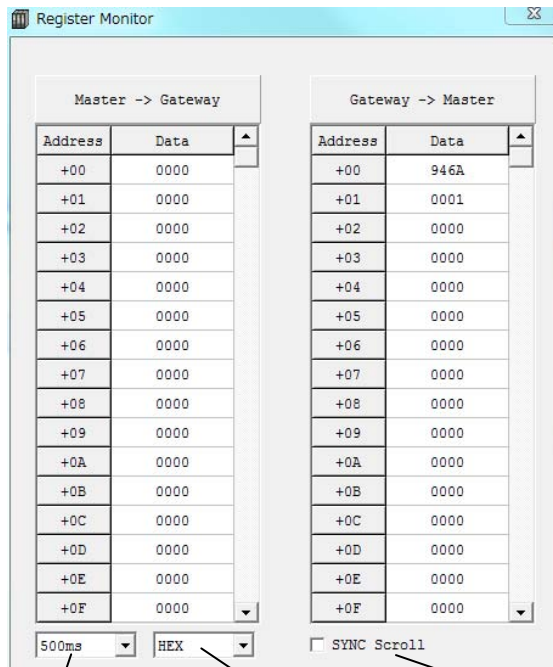 Register Monitor
Master -> Gateway
Address Data
+00 0000
+01 0000
+02 0000
+03 0000
+04 0000
+05 0000
+06 0000
+07 0000
+08 0000
+09 0000
+0A 0000
+0B 0000
+0C 0000
+0D 0000
+0E 0000
+0F 0000
500ms HEX
Gateway -> Master
Address Data
+00 946A
+01 0001
+02 0000
+03 0000
+04 0000
+05 0000
+06 0000
+07 0000
+08 0000
+09 0000
+0A 0000
+0B 0000
+0C 0000
+0D 0000
+0E 0000
+0F 0000
SYNC Scroll